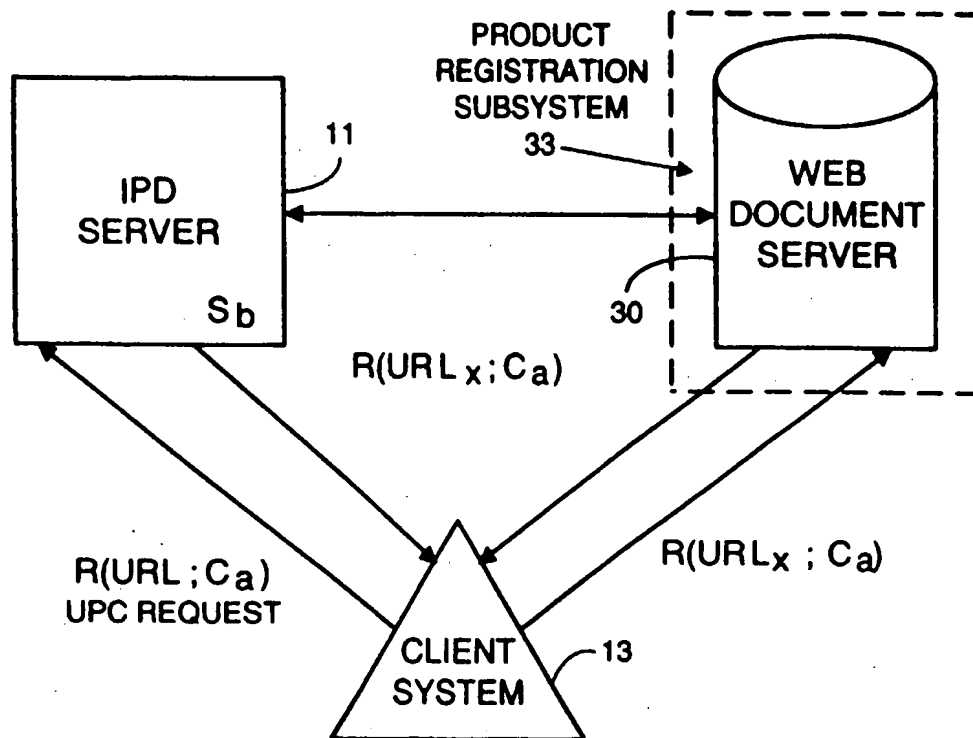 PRODUCT
REGISTRATION
SUBSYSTEM
33
11
IPD
SERVER
Sb
WEB
DOCUMENT
SERVER
30
R(URLx;Ca)
R(URL;Ca)
UPC REQUEST
R(URLx;Ca)
CLIENT
SYSTEM
13